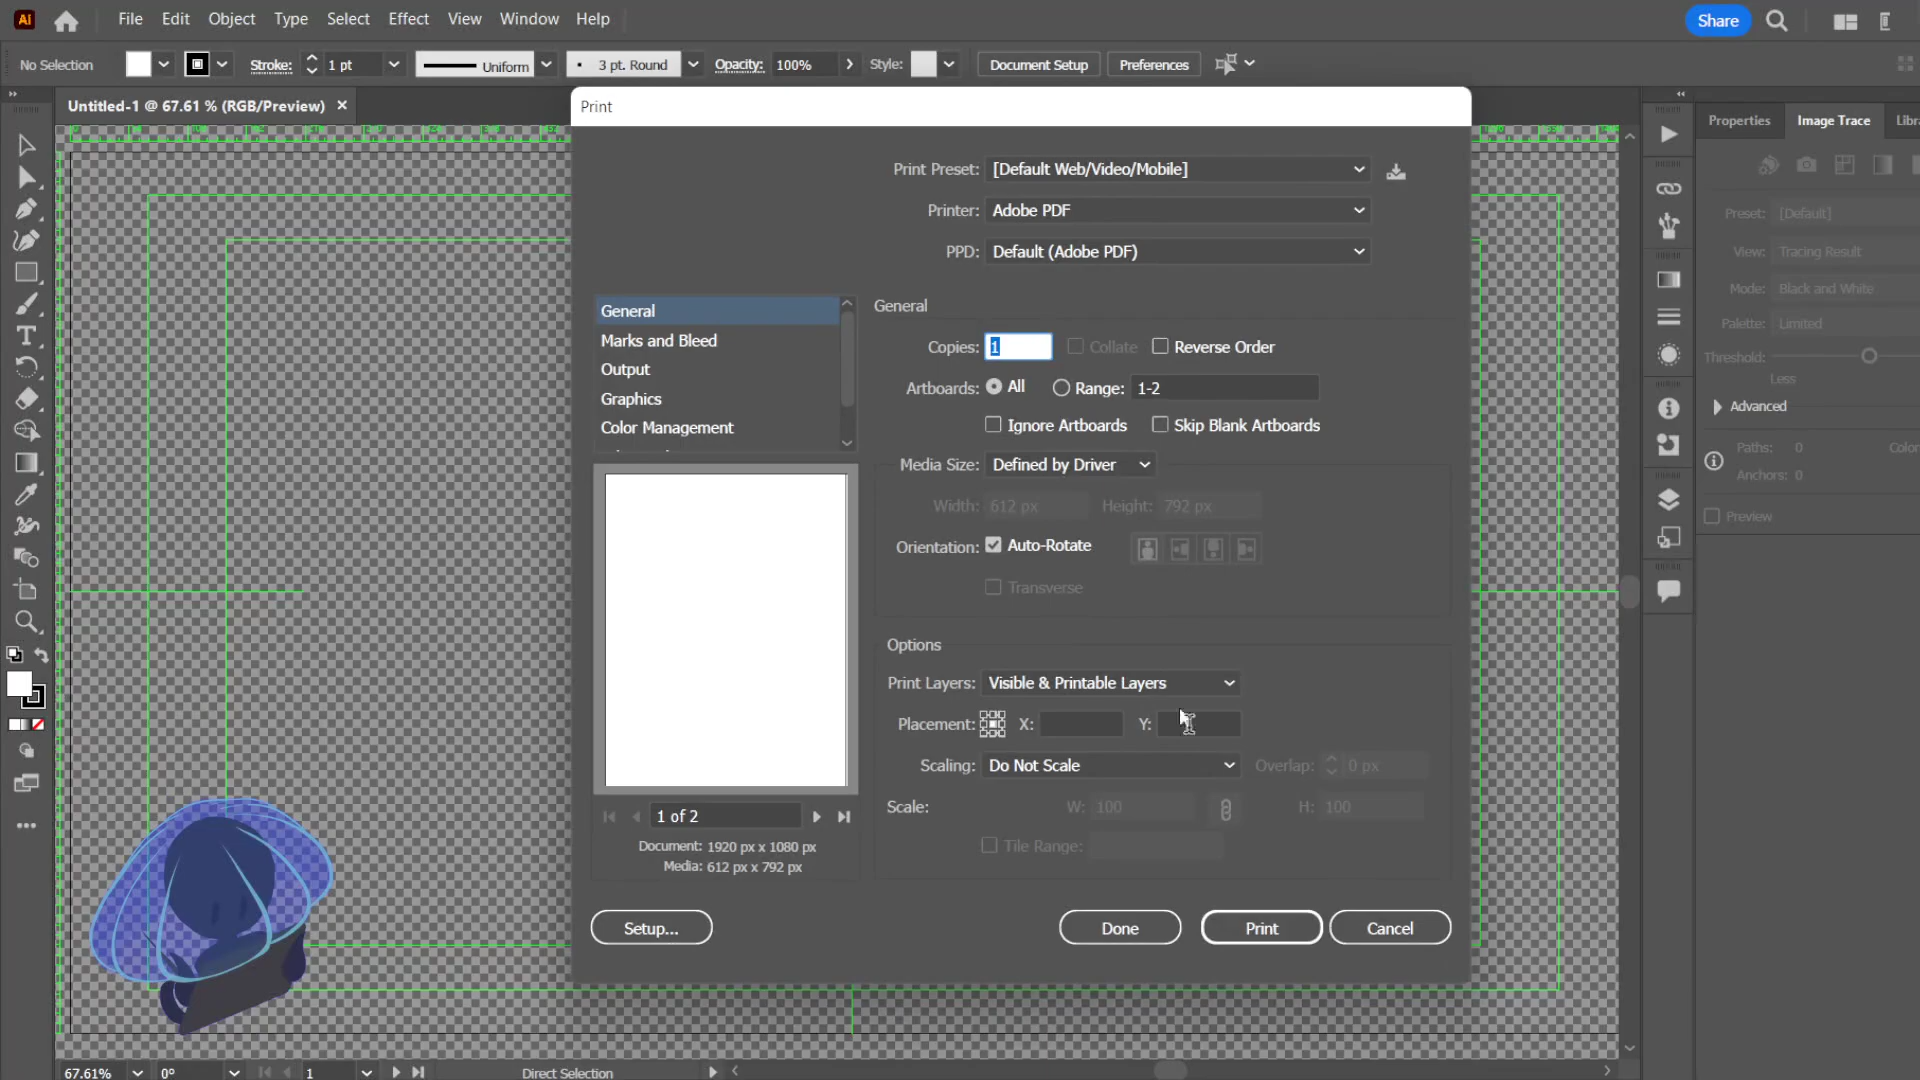 Ai File Edit Object Type Select Effect View Window Help Share
No Selection Stroke: 1 pt Uniform 3 pt. Round Opacity: 100% Style: Document Setup Preferences
Untitled-1 @ 67.61 % (RGB/Preview)
Print
Properties Image Trace
Print Preset: [Default Web/Video/Mobile]
Printer: Adobe PDF
PPD: Default (Adobe PDF)
Preset: [Default]
View: Tracing Result
Mode: Black and White
Palette: Limited
Threshold:
Less
Advanced
Paths: 0 Color
Anchors: 0
Preview
General
Marks and Bleed
Output
Graphics
Color Management
General
Copies: 1 Collate Reverse Order
Artboards: All Range: 1-2
Ignore Artboards Skip Blank Artboards
Media Size: Defined by Driver
Width: 612 px Height: 792 px
Orientation: Auto-Rotate
Transverse
Options
Print Layers: Visible & Printable Layers
Placement: X: Y:
Scaling: Do Not Scale Overlap: 0 px
Scale: W: 100 H: 100
Tile Range:
1 of 2
Document: 1920 px x 1080 px
Media: 612 px x 792 px
Setup... Done Print Cancel
67.61% 0° 1 Direct Selection